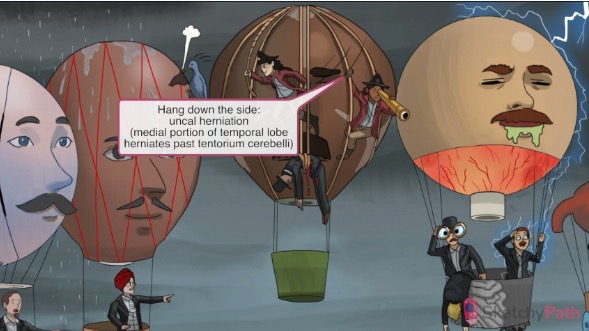 Hang down the side:
uncal herniation
(medial portion of temporal lobe
herniates past tentorium cerebelli)
SketchyPath